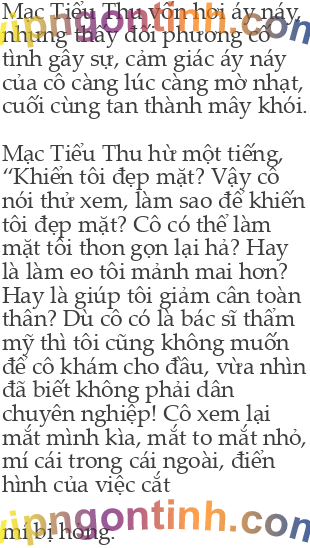 Mạc Tiểu Thu vốn hơi áy náy,
nhưng thấy đối phương cố
tình gây sự, cảm giác áy náy
của cô càng lúc càng mờ nhạt,
cuối cùng tan thành mây khói.
Mạc Tiểu Thu hừ một tiếng,
“Khiến tôi đẹp mặt? Vậy cô
nói thử xem, làm sao để khiến
tôi đẹp mặt? Cô có thể làm
mặt tôi thon gọn lại hả? Hay
là làm eo tôi mảnh mai hơn?
Hay là giúp tôi giảm cân toàn
thân? Dù cô có là bác sĩ thẩm
mỹ thì tôi cũng không muốn
để cô khám cho đâu, vừa nhìn
đã biết không phải dân
chuyên nghiệp! Cô xem lại
mắt mình kìa, mắt to mắt nhỏ,
mí cái trong cái ngoài, điển
hình của việc cắt
mí bị hỏng.
vipngontinh.com
vipngontinh.com